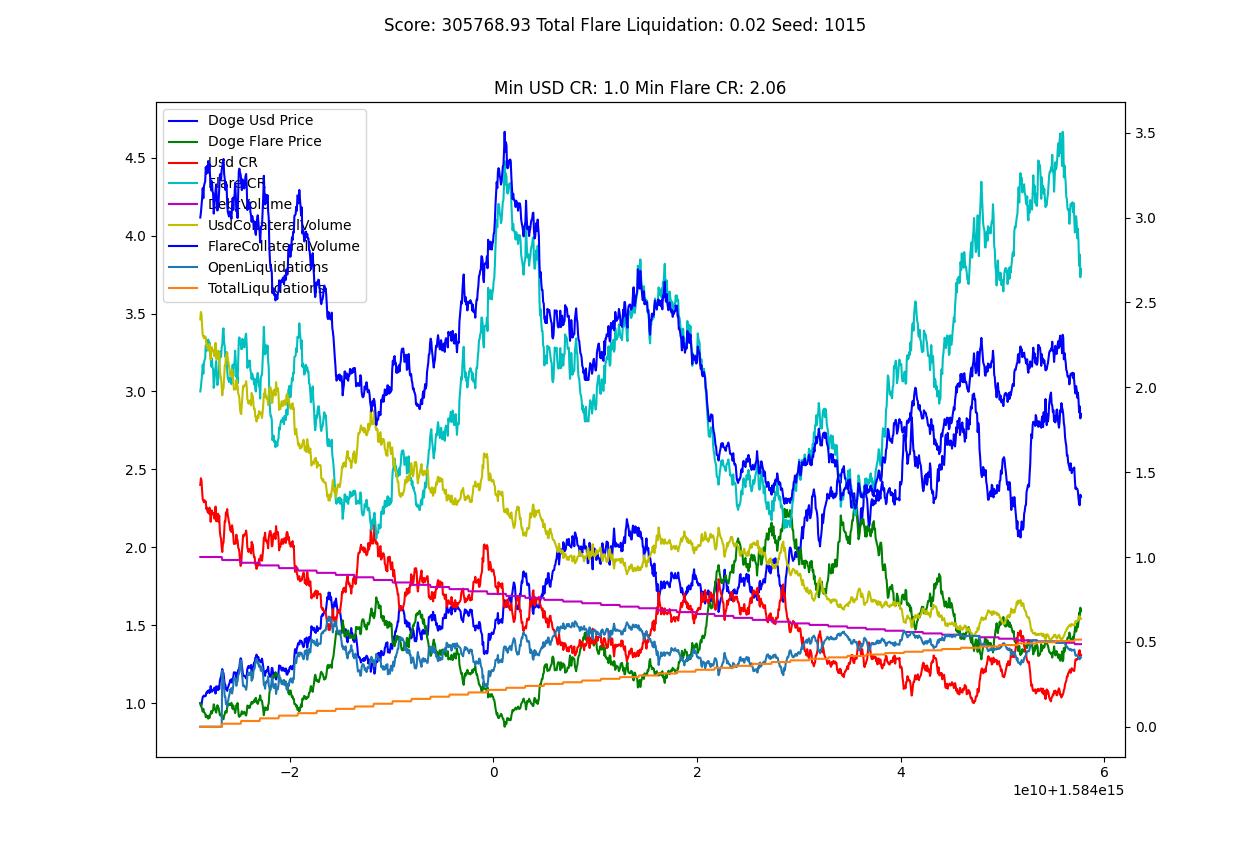 Score: 305768.93 Total Flare Liquidation: 0.02 Seed: 1015
Min USD CR: 1.0 Min Flare CR: 2.06
Doge Usd Price
Doge Flare Price
Usd CR
Flare CR
DebtVolume
UsdCollateralVolume
FlareCollateralVolume
OpenLiquidations
TotalLiquidations
4.5
4.0
3.5
3.0
2.5
2.0
1.5
1.0
3.5
3.0
2.5
2.0
1.5
1.0
0.5
0.0
−2 0 2 4 6
1e10+1.584e15